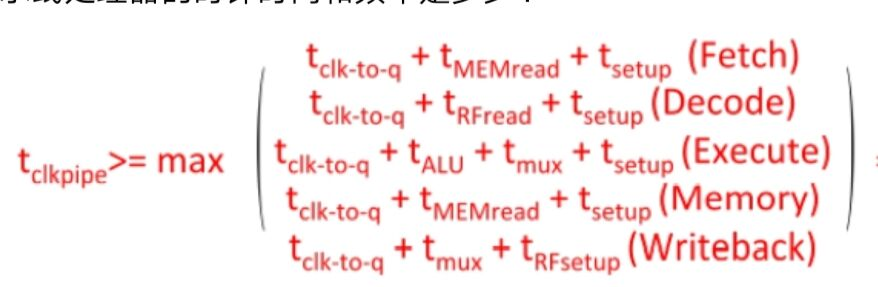 t_clk-to-q + t_MEMread + t_setup (Fetch)
t_clk-to-q + t_RFread + t_setup (Decode)
t_clkpipe>= max t_clk-to-q + t_ALU + t_mux + t_setup (Execute)
t_clk-to-q + t_MEMread + t_setup (Memory)
t_clk-to-q + t_mux + t_RFsetup (Writeback)